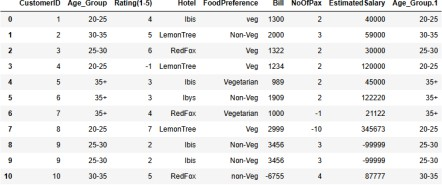 CustomerID Age_Group Rating(1-5) Hotel FoodPreference Bill NoOfPax EstimatedSalary Age_Group.1
0 1 20-25 4 Ibis veg 1300 2 40000 20-25
1 2 30-35 5 LemonTree Non-Veg 2000 3 59000 30-35
2 3 25-30 6 RedFox Veg 1322 2 30000 25-30
3 4 20-25 -1 LemonTree Veg 1234 2 120000 20-25
4 5 35+ 3 Ibis Vegetarian 989 2 45000 35+
5 6 35+ 3 Ibys Non-Veg 1909 2 122220 35+
6 7 35+ 4 RedFox Vegetarian 1000 -1 21122 35+
7 8 20-25 7 LemonTree Veg 2999 -10 345673 20-25
8 9 25-30 2 Ibis Non-Veg 3456 3 -99999 25-30
9 9 25-30 2 Ibis Non-Veg 3456 3 -99999 25-30
10 10 30-35 5 RedFox non-Veg -6755 4 87777 30-35